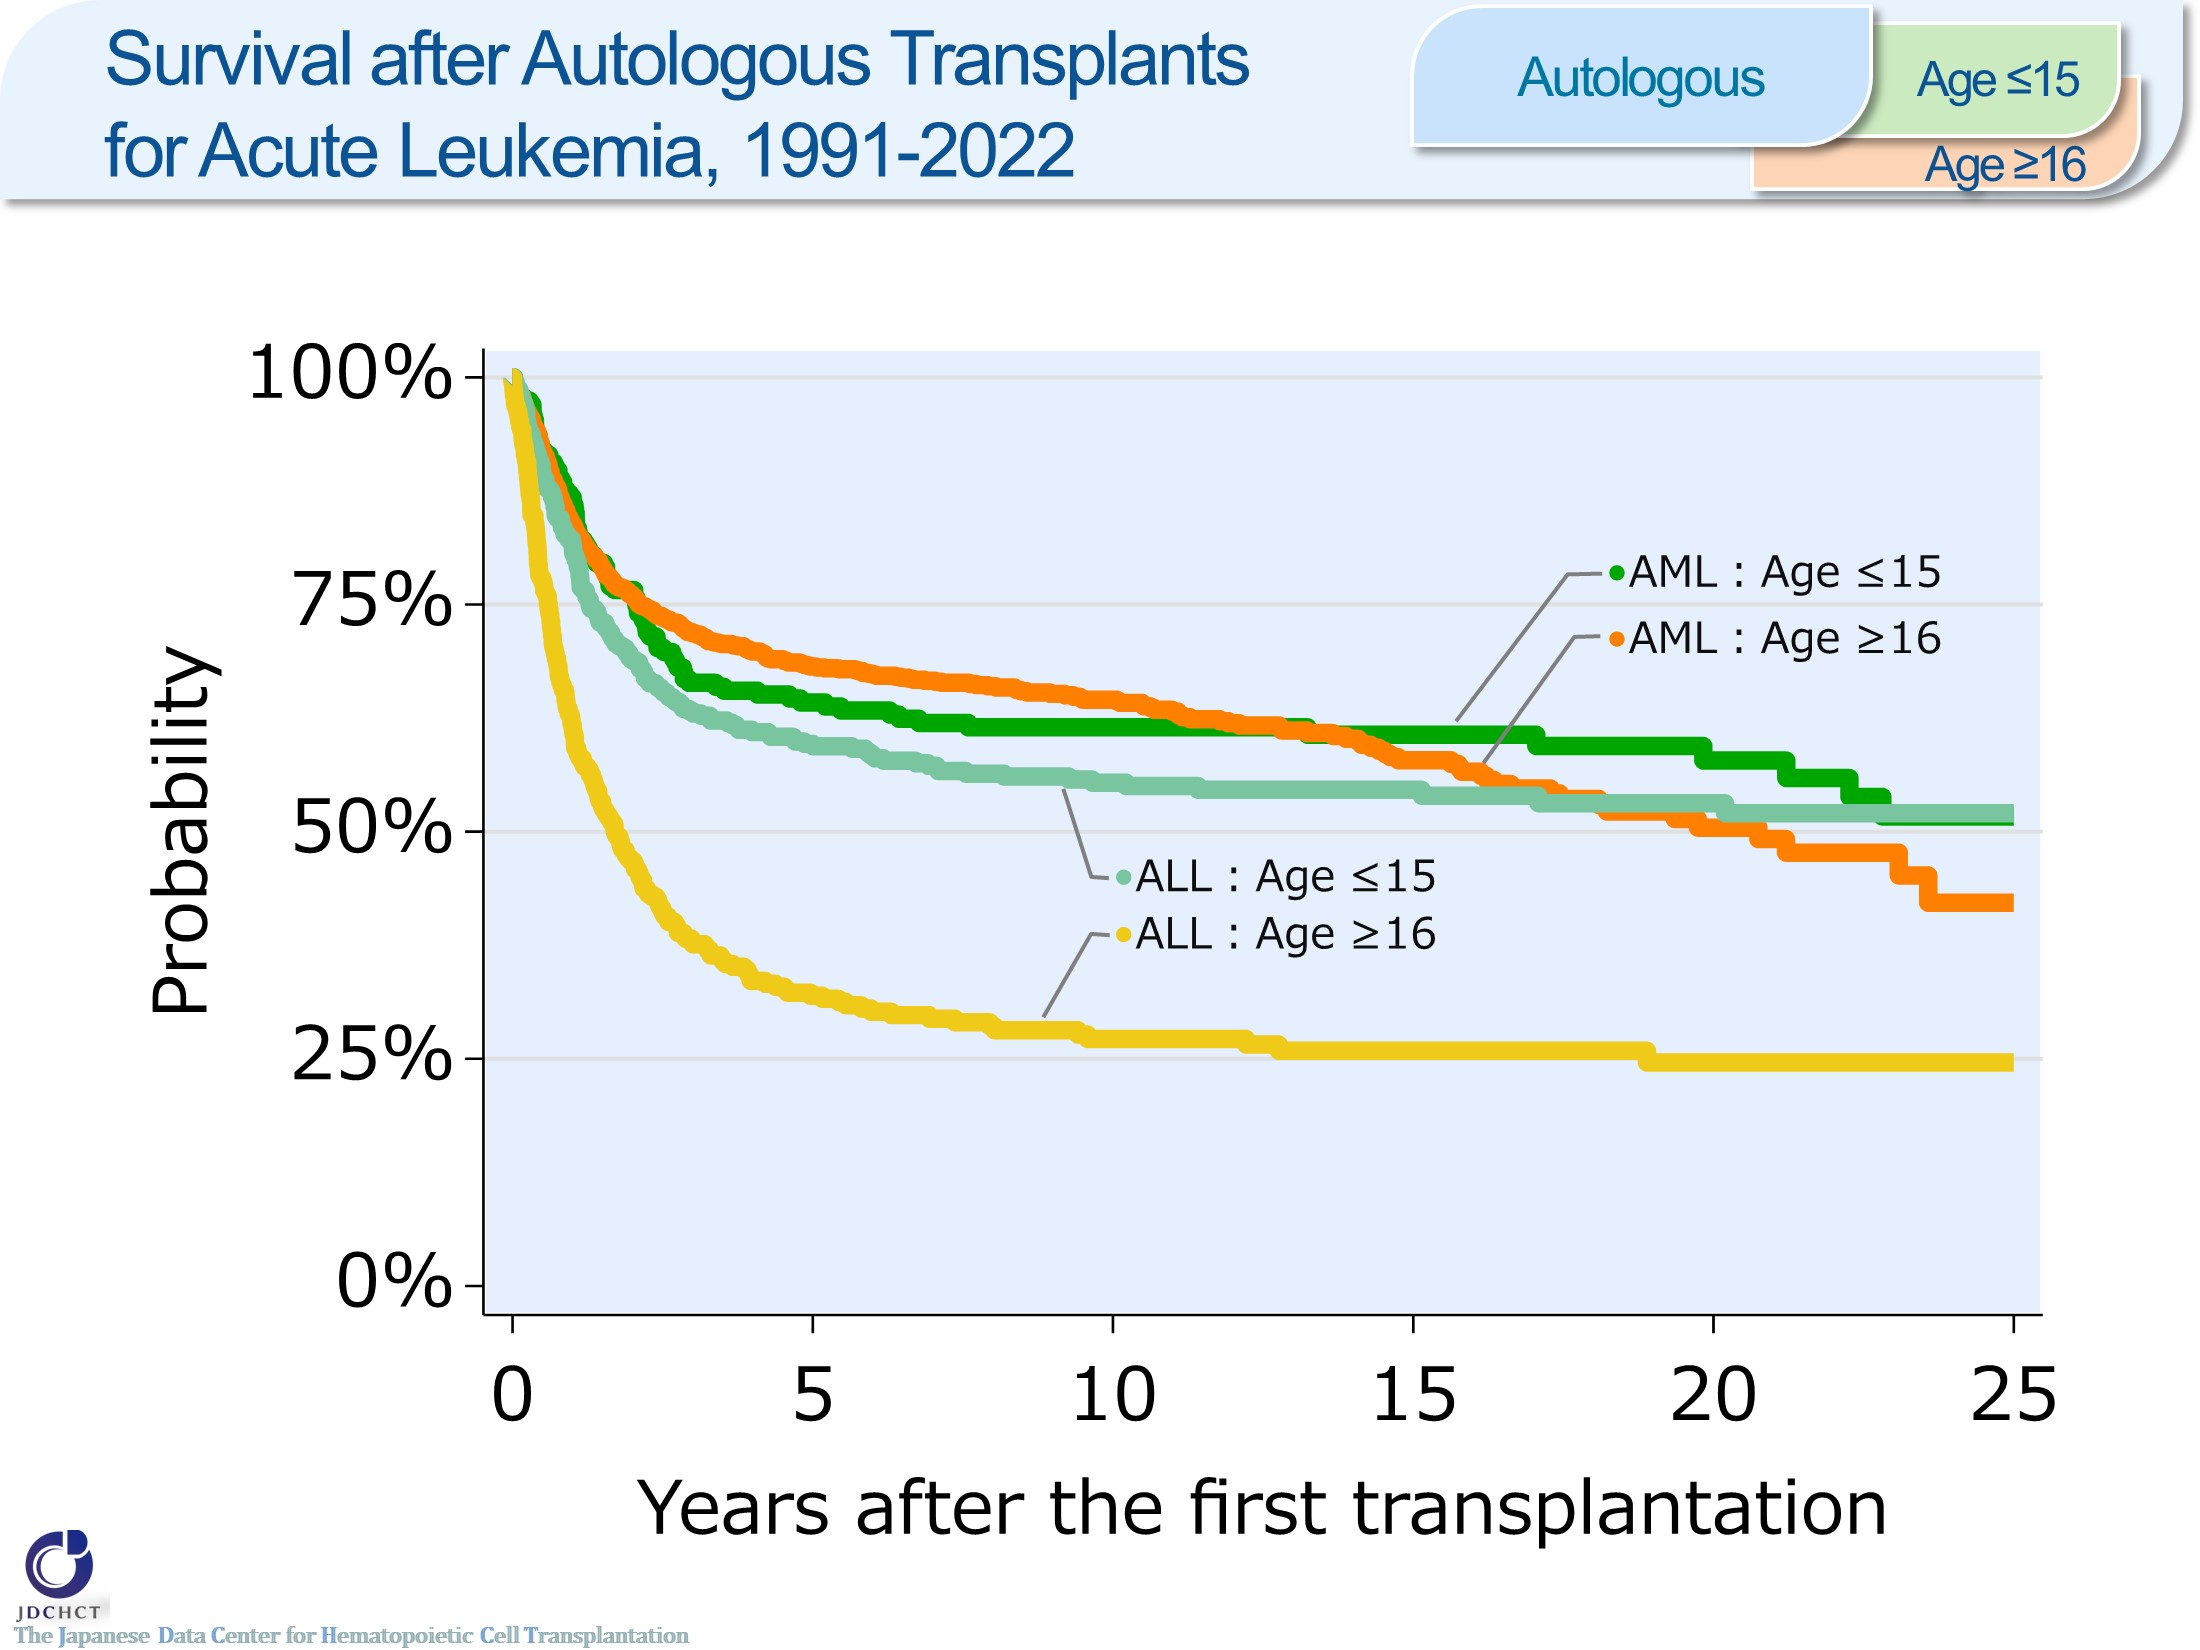 Survival after Autologous Transplants
for Acute Leukemia, 1991-2022
Autologous
Age ≤15
Age ≥16
100%
75%
50%
25%
0%
Probability
AML : Age ≤15
AML : Age ≥16
ALL : Age ≤15
ALL : Age ≥16
0 5 10 15 20 25
Years after the first transplantation
JDCHCT
The Japanese Data Center for Hematopoietic Cell Transplantation